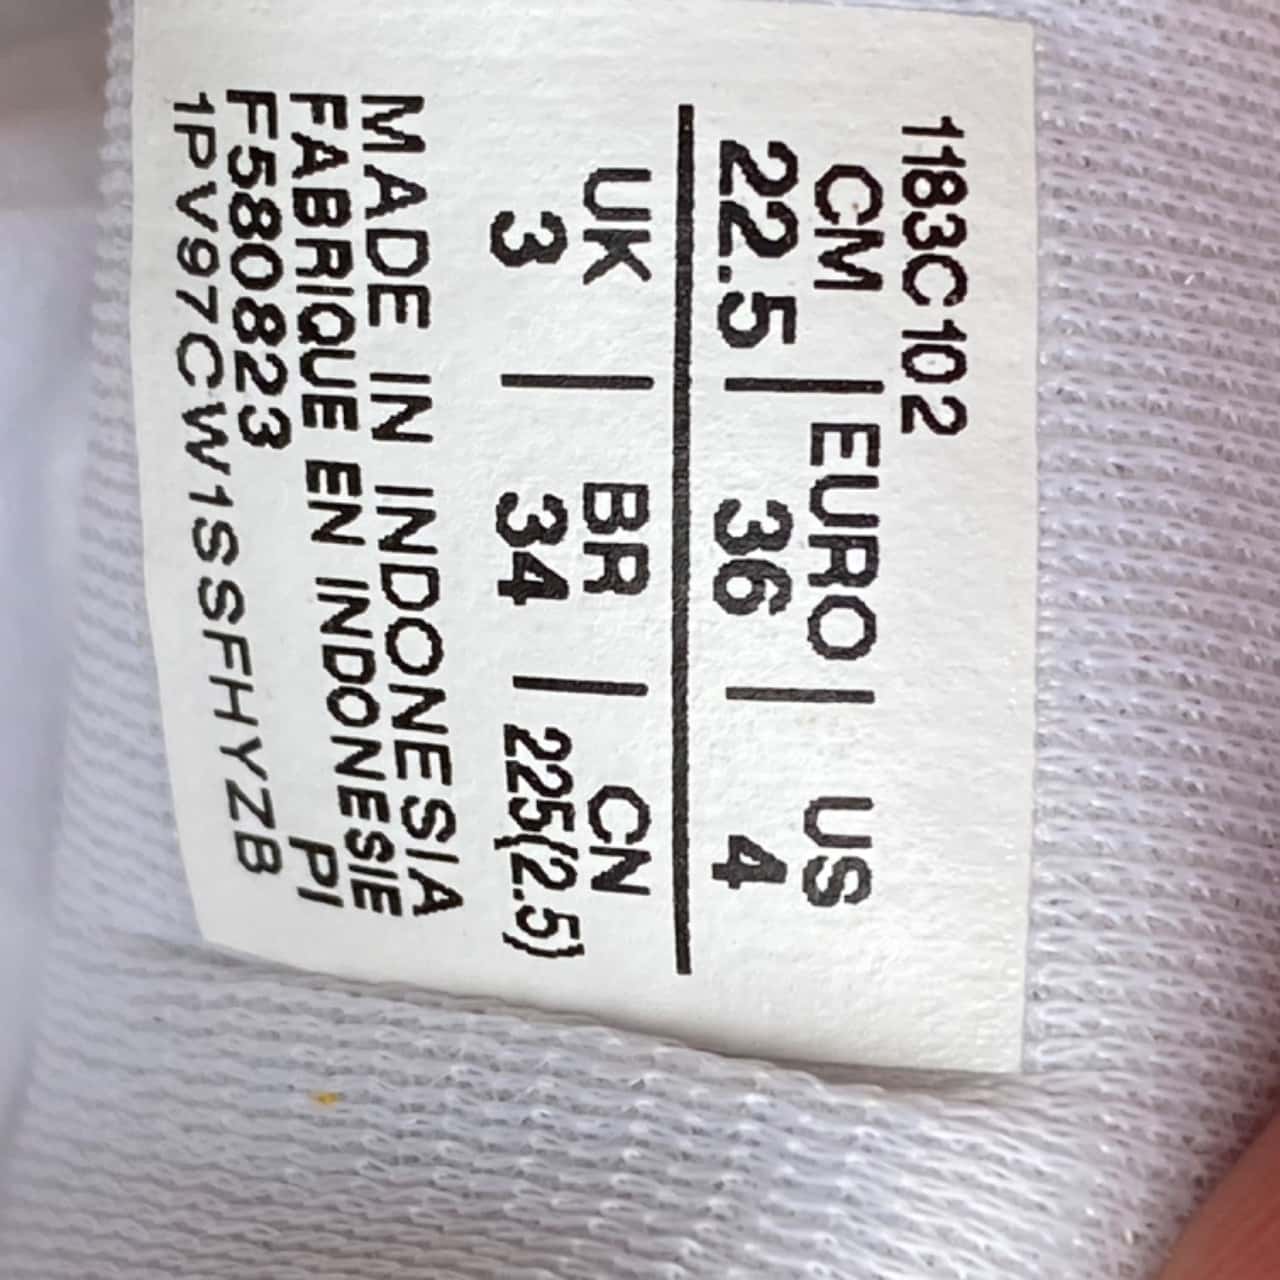 1183C102
CM | EURO | US
22.5 | 36 | 4
UK | BR | CN
3 | 34 | 225(2.5)
MADE IN INDONESIA
FABRIQUE EN INDONESIE
F580823 PI
1PV97CW1SSFHYZB